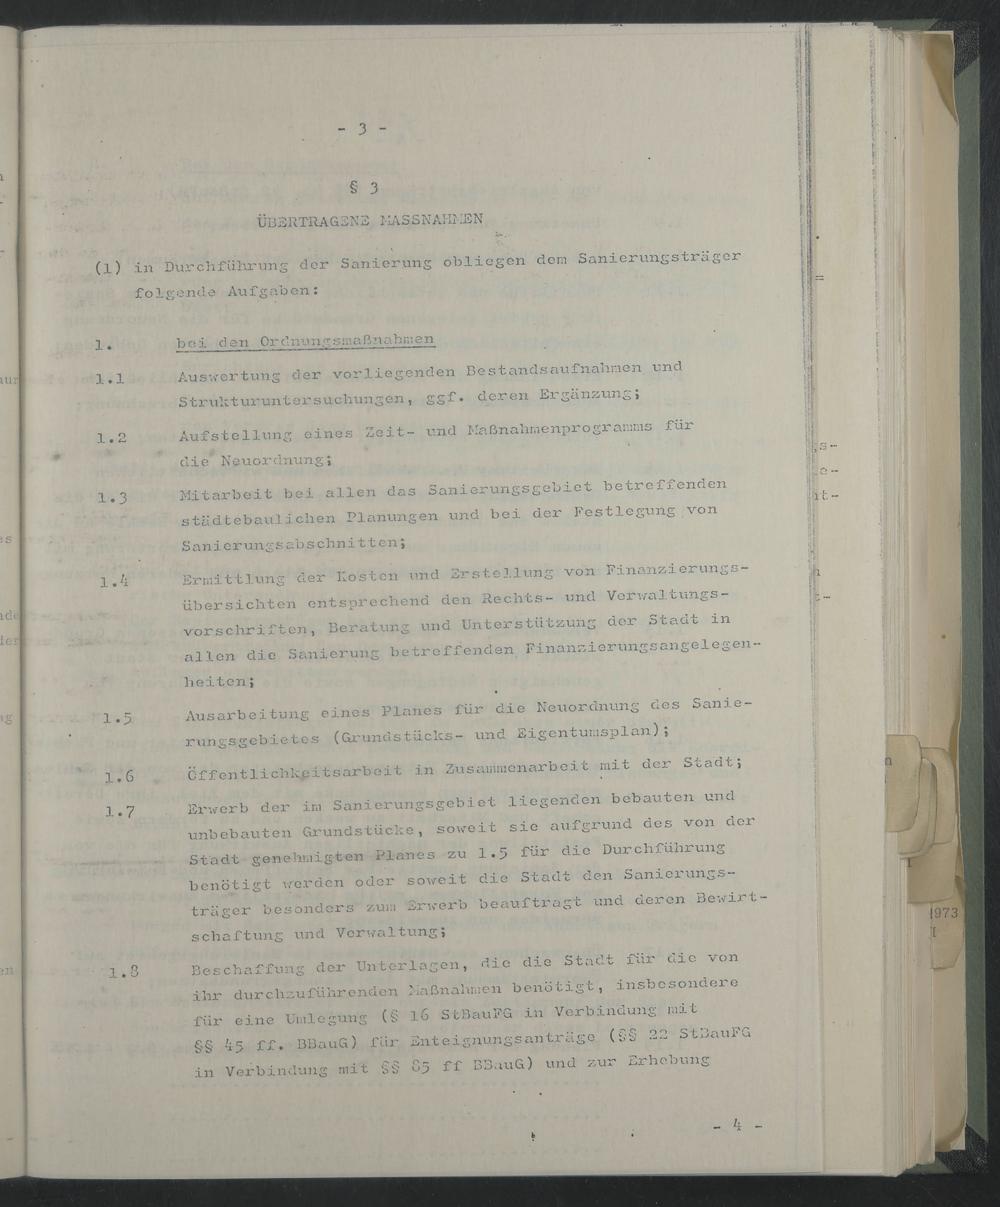 - 3 -
§ 3
ÜBERTRAGENE MASSNAHMEN
(1) in Durchführung der Sanierung obliegen dem Sanierungsträger
folgende Aufgaben:
1. bei den Ordnungsmaßnahmen
1.1 Auswertung der vorliegenden Bestandsaufnahmen und
Strukturuntersuchungen, ggf. deren Ergänzung;
1.2 Aufstellung eines Zeit- und Maßnahmenprogramms für
die Neuordnung;
1.3 Mitarbeit bei allen das Sanierungsgebiet betreffenden
städtebaulichen Planungen und bei der Festlegung von
Sanierungsabschnitten;
1.4 Ermittlung der Kosten und Erstellung von Finanzierungs-
übersichten entsprechend den Rechts- und Verwaltungs-
vorschriften, Beratung und Unterstützung der Stadt in
allen die Sanierung betreffenden Finanzierungsangelegen-
heiten;
1.5 Ausarbeitung eines Planes für die Neuordnung des Sanie-
rungsgebietes (Grundstücks- und Eigentumsplan);
1.6 Öffentlichkeitsarbeit in Zusammenarbeit mit der Stadt;
1.7 Erwerb der im Sanierungsgebiet liegenden bebauten und
unbebauten Grundstücke, soweit sie aufgrund des von der
Stadt genehmigten Planes zu 1.5 für die Durchführung
benötigt werden oder soweit die Stadt den Sanierungs-
träger besonders zum Erwerb beauftragt und deren Bewirt-
schaftung und Verwaltung;
1.8 Beschaffung der Unterlagen, die die Stadt für die von
ihr durchzuführenden Maßnahmen benötigt, insbesondere
für eine Umlegung (§ 16 StBauFG in Verbindung mit
§§ 45 ff. BBauG) für Enteignungsanträge (§§ 22 StBauFG
in Verbindung mit §§ 85 ff BBauG) und zur Erhebung
- 4 -
1973